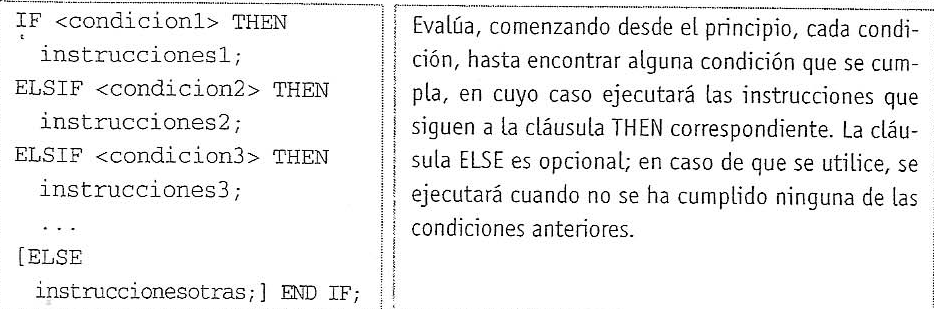 IF <condicion1> THEN
instrucciones1;
ELSIF <condicion2> THEN
instrucciones2;
ELSIF <condicion3> THEN
instrucciones3;
...
[ELSE
instruccionesotras;] END IF;
Evalúa, comenzando desde el principio, cada condi-
ción, hasta encontrar alguna condición que se cum-
pla, en cuyo caso ejecutará las instrucciones que
siguen a la cláusula THEN correspondiente. La cláu-
sula ELSE es opcional; en caso de que se utilice, se
ejecutará cuando no se ha cumplido ninguna de las
condiciones anteriores.